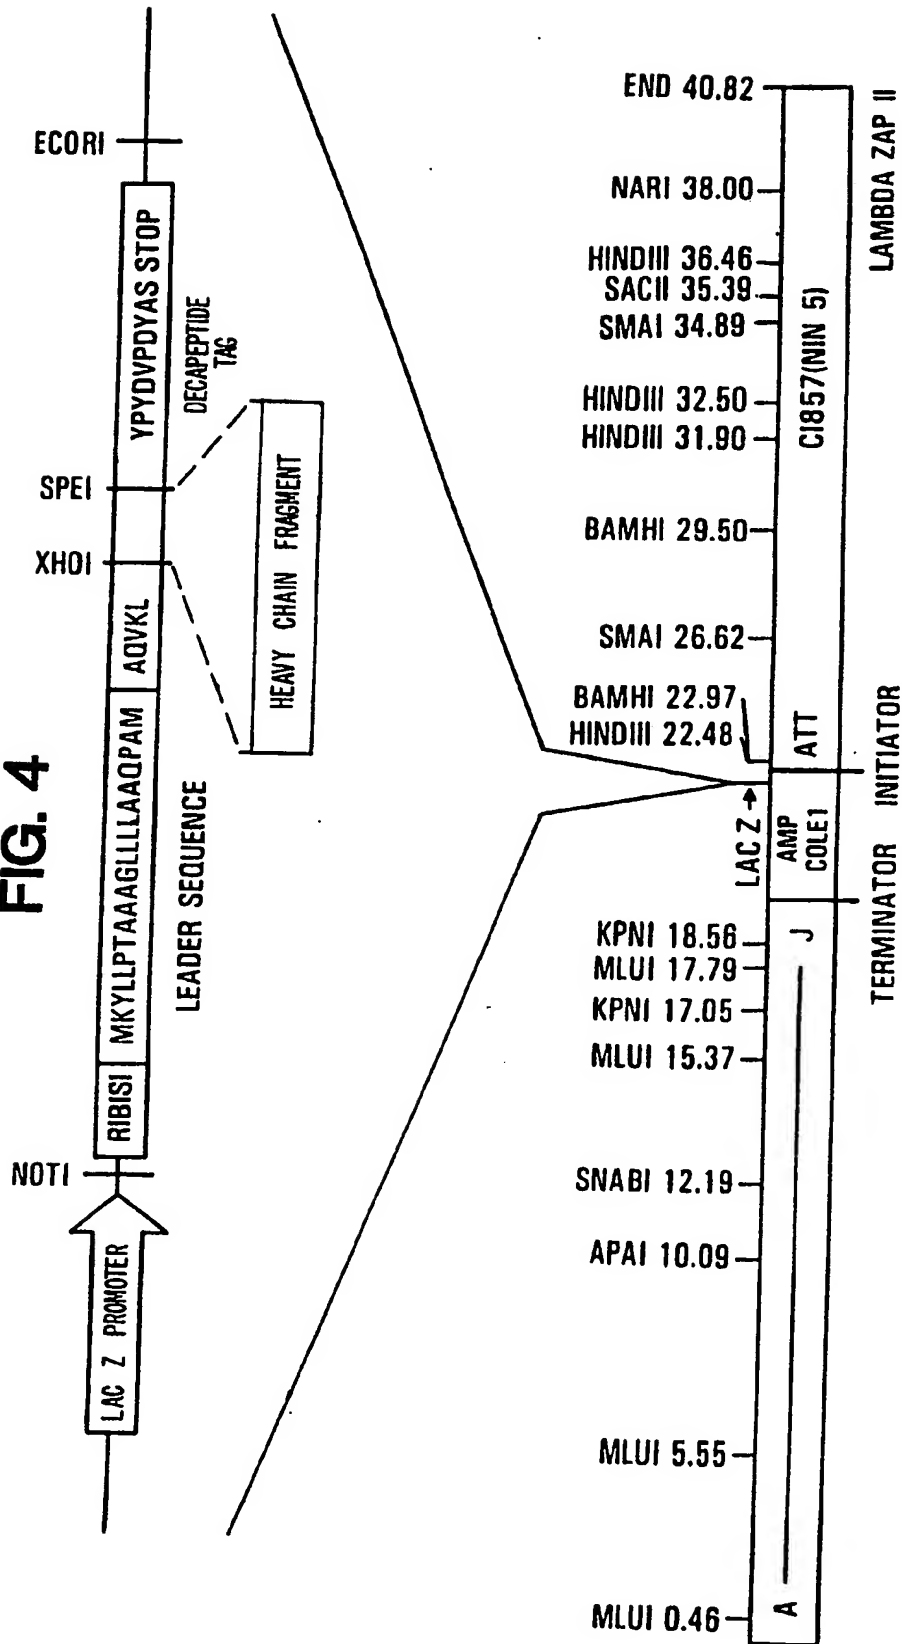 FIG. 4
LAC Z PROMOTER
NOTI
RIBISI
MKYLLPTAAAGLLLLAAQPAM
AQVKL
XHOI
SPEI
YPYDVPDYAS STOP
ECORI
LEADER SEQUENCE
DECAPEPTIDE
TAG
HEAVY CHAIN FRAGMENT
END 40.82
NARI 38.00
HINDIII 36.46
SACII 35.39
SMAI 34.89
HINDIII 32.50
HINDIII 31.90
BAMHI 29.50
SMAI 26.62
BAMHI 22.97
HINDIII 22.48
LAC Z
KPNI 18.56
MLUI 17.79
KPNI 17.05
MLUI 15.37
SNABI 12.19
APAI 10.09
MLUI 5.55
MLUI 0.46
A
J
AMP
COLE1
ATT
CI857(NIN 5)
TERMINATOR
INITIATOR
LAMBDA ZAP II